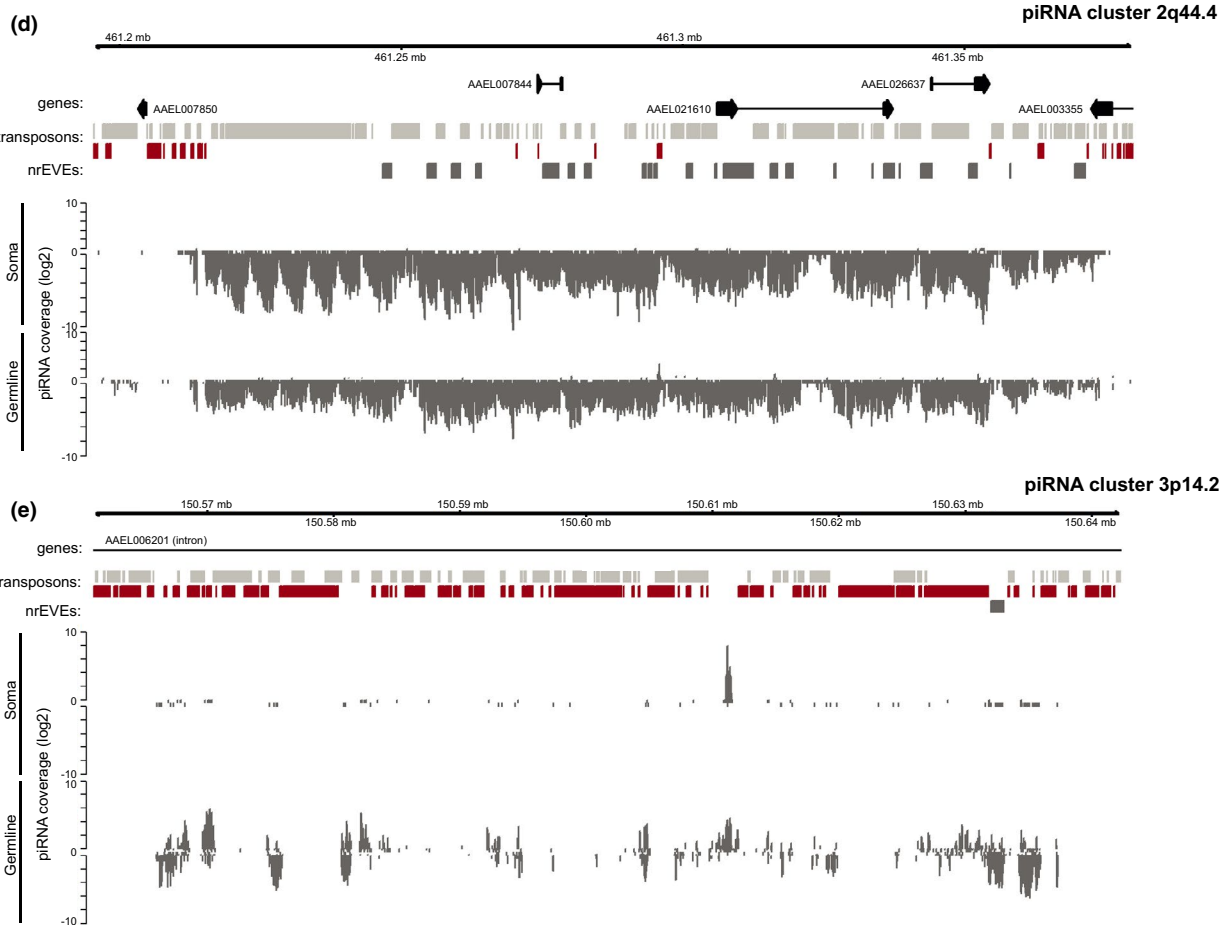 (d)
piRNA cluster 2q44.4
461.2 mb
461.3 mb
461.25 mb
461.35 mb
genes:
AAEL007850
AAEL007844
AAEL021610
AAEL026637
AAEL003355
ransposons:
nrEVEs:
Soma
Germline
piRNA coverage (log2)
10
0
-10
10
0
-10
(e)
piRNA cluster 3p14.2
150.57 mb
150.59 mb
150.61 mb
150.63 mb
150.58 mb
150.60 mb
150.62 mb
150.64 mb
genes:
AAEL006201 (intron)
ransposons:
nrEVEs:
Soma
Germline
piRNA coverage (log2)
10
0
-10
10
0
-10